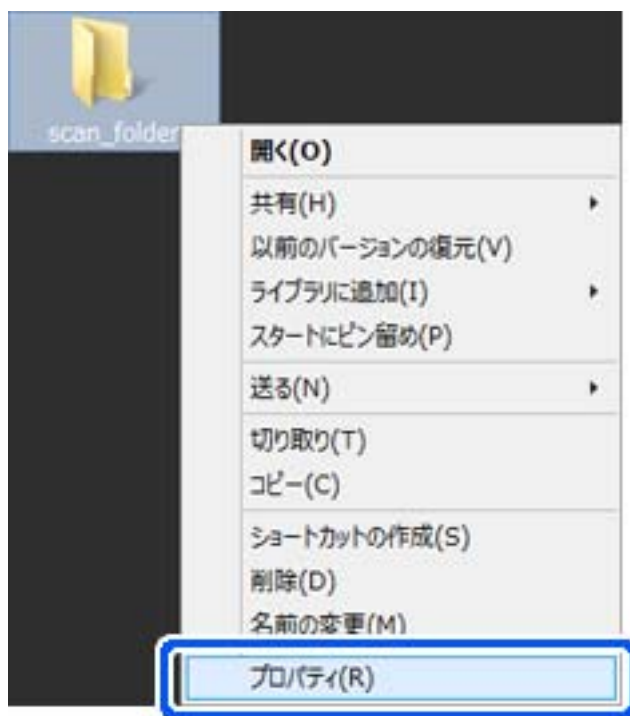 scan_folder
開く(O)
共有(H)
以前のバージョンの復元(V)
ライブラリに追加(I)
スタートにピン留め(P)
送る(N)
切り取り(T)
コピー(C)
ショートカットの作成(S)
削除(D)
名前の変更(M)
プロパティ(R)